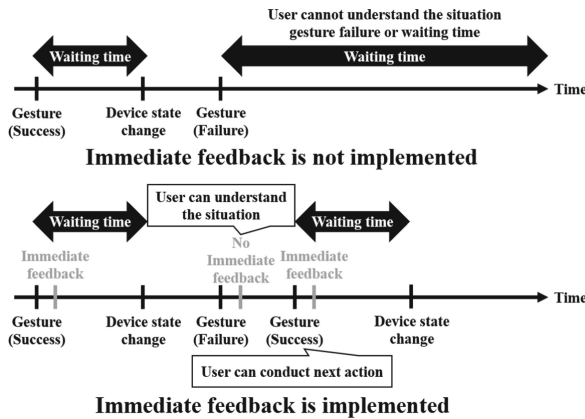 User cannot understand the situation
gesture failure or waiting time
Waiting time
Waiting time
Time
Gesture
(Success)
Device state
change
Gesture
(Failure)
Immediate feedback is not implemented
User can understand
the situation
Waiting time
Waiting time
Immediate
feedback
No
Immediate
feedback
Immediate
feedback
Time
Gesture
(Success)
Device state
change
Gesture
(Failure)
Gesture
(Success)
Device state
change
User can conduct next action
Immediate feedback is implemented